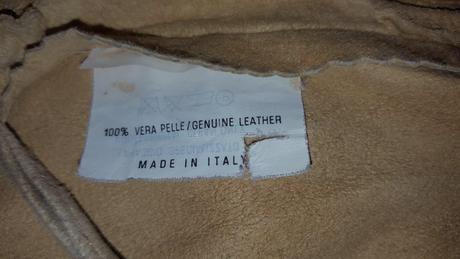 100% VERA PELLE/GENUINE LEATHER
MADE IN ITALY